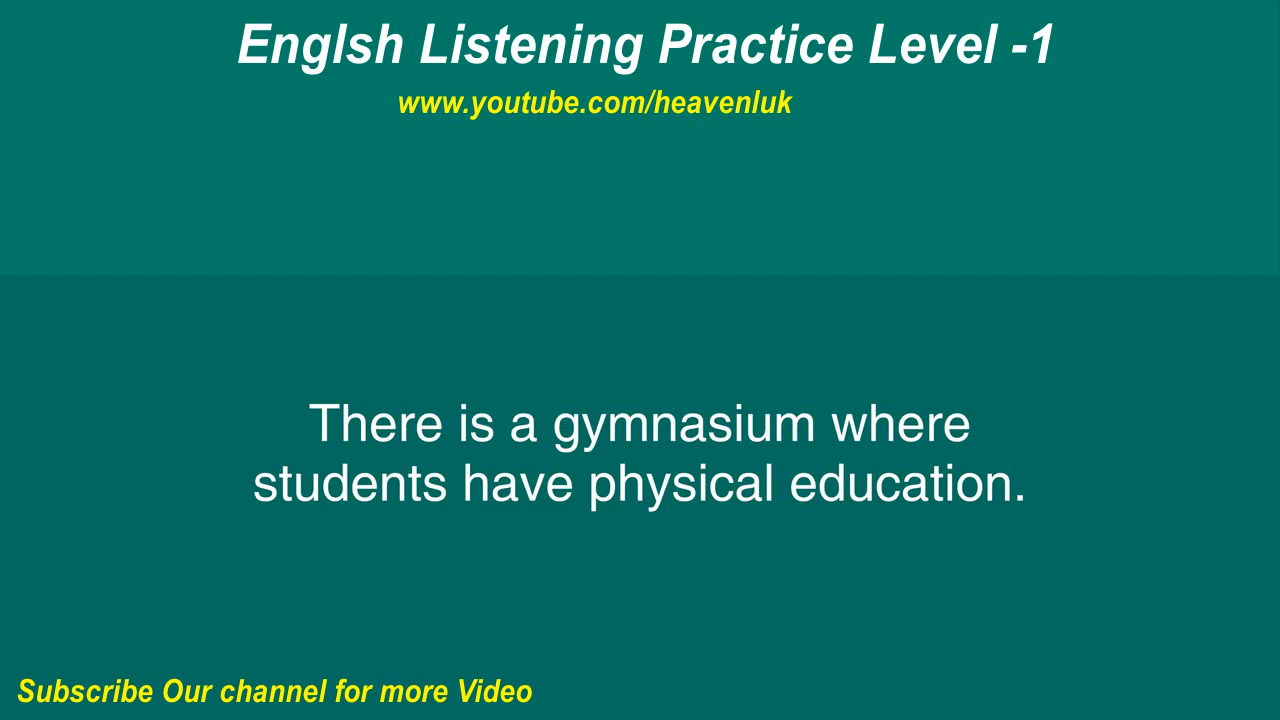 Englsh Listening Practice Level -1
www.youtube.com/heavenluk
There is a gymnasium where
students have physical education.
Subscribe Our channel for more Video